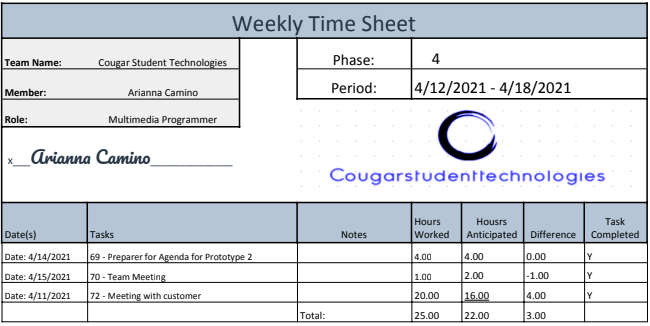 Weekly Time Sheet
Team Name: Cougar Student Technologies
Phase: 4
Member: Arianna Camino
Period: 4/12/2021 - 4/18/2021
Role: Multimedia Programmer
x___Arianna Camino______________
Cougarstudenttechnologies
Date(s) Tasks Notes Hours Worked Housrs Anticipated Difference Task Completed
Date: 4/14/2021 69 - Preparer for Agenda for Prototype 2 4.00 4.00 0.00 Y
Date: 4/15/2021 70 - Team Meeting 1.00 2.00 -1.00 Y
Date: 4/11/2021 72 - Meeting with customer 20.00 16.00 4.00 Y
Total: 25.00 22.00 3.00